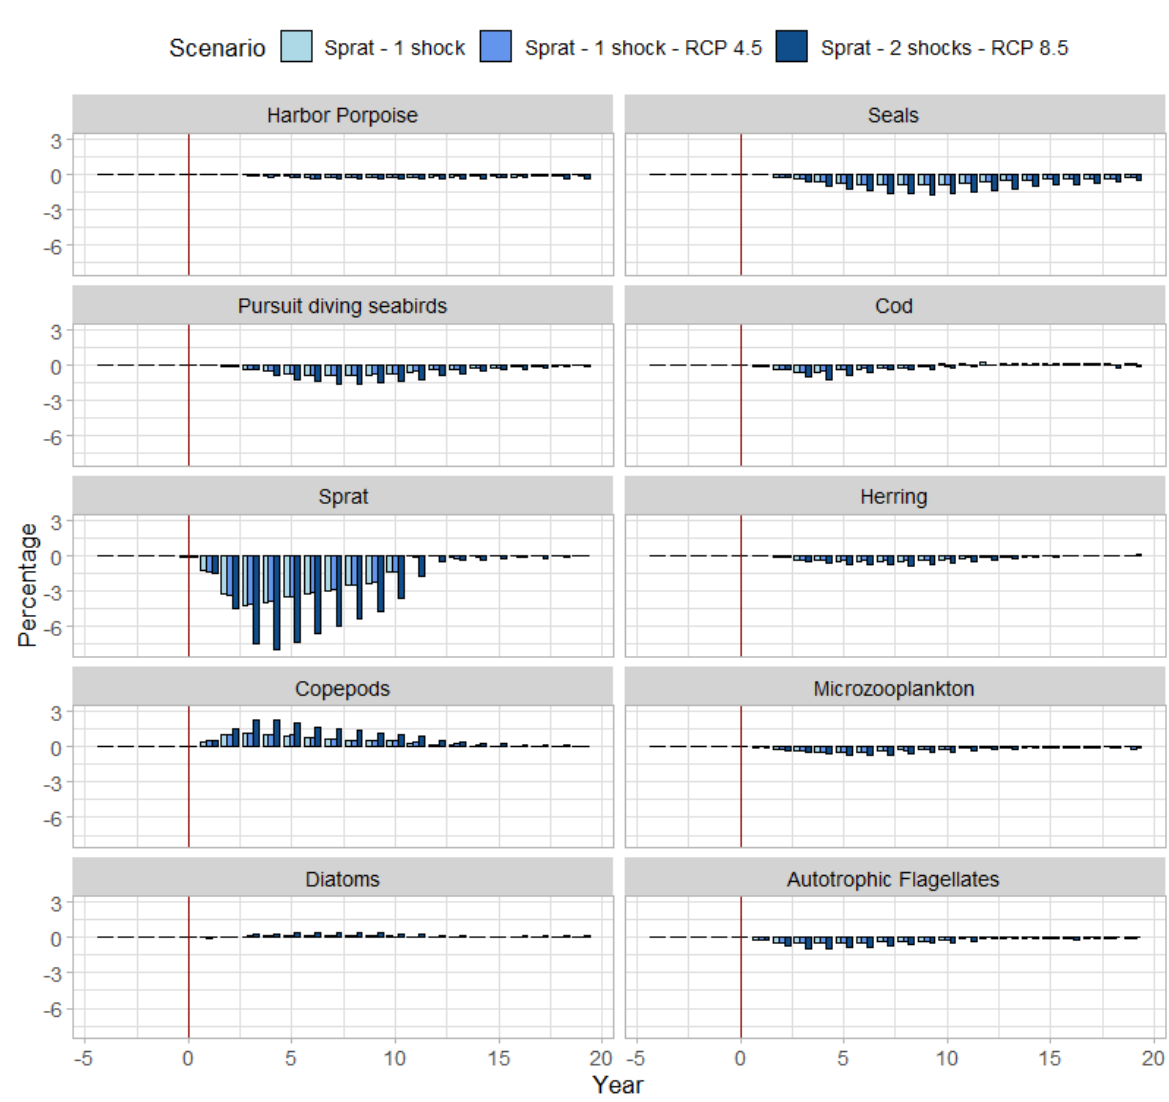 Scenario Sprat - 1 shock Sprat - 1 shock - RCP 4.5 Sprat - 2 shocks - RCP 8.5
Harbor Porpoise Seals
3
0
-3
-6
Pursuit diving seabirds Cod
3
0
-3
-6
Sprat Herring
3
0
-3
-6
Percentage
Copepods Microzooplankton
3
0
-3
-6
Diatoms Autotrophic Flagellates
3
0
-3
-6
-5 0 5 10 15 20 -5 0 5 10 15 20
Year